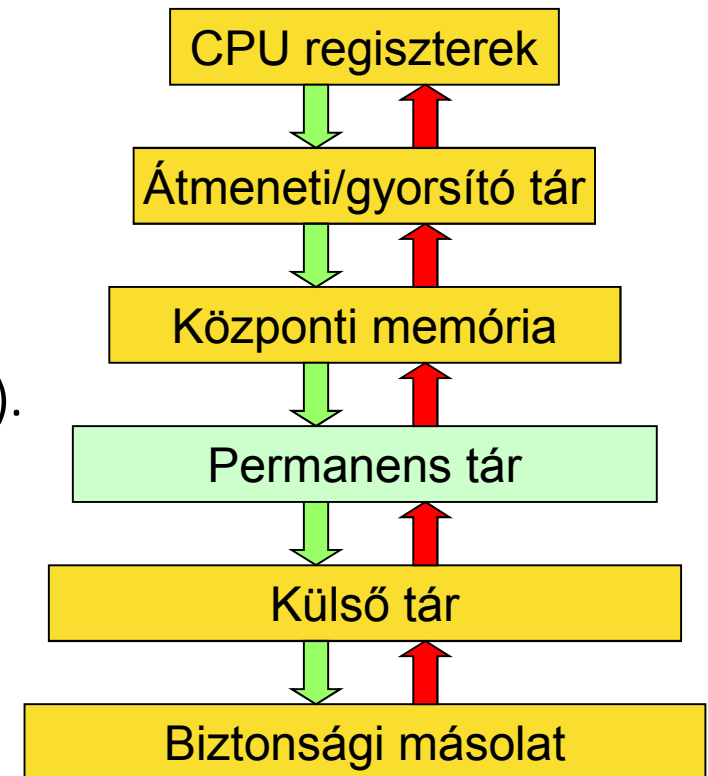 CPU regiszterek
Átmeneti/gyorsító tár
Központi memória
).
Permanens tár
Külső tár
Biztonsági másolat